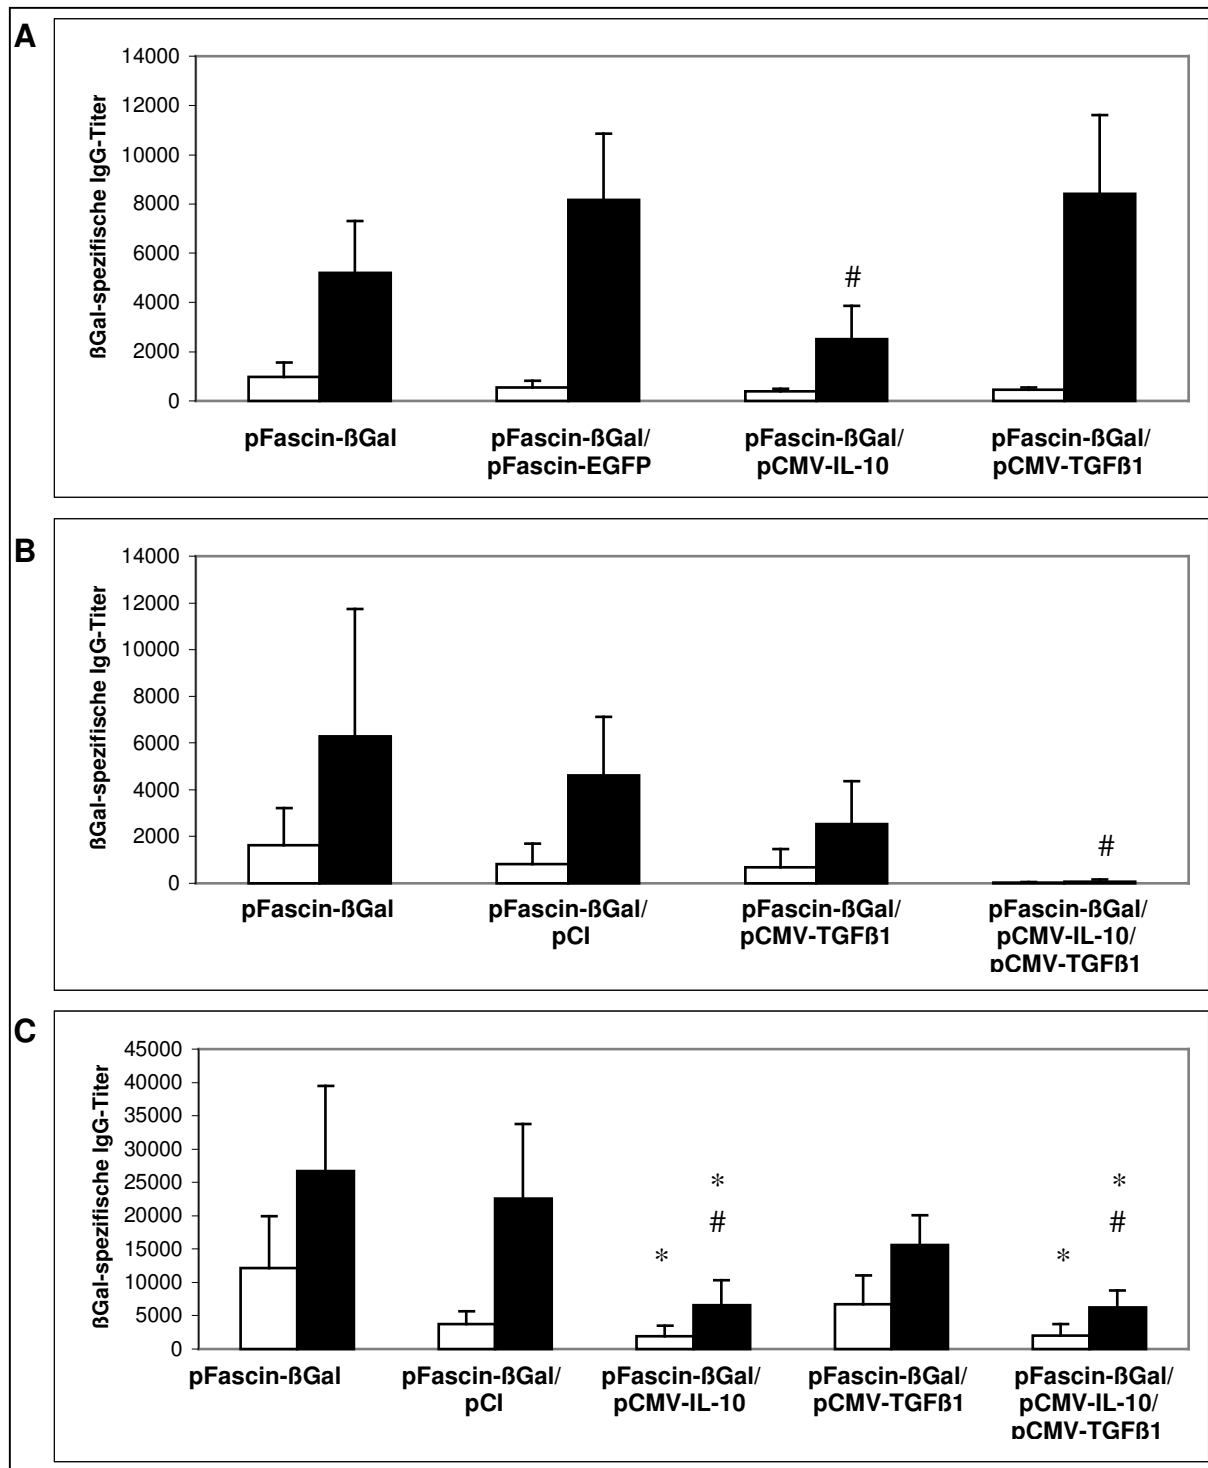 A
ßGal-spezifische IgG-Titer
14000
12000
10000
8000
6000
4000
2000
0
#
pFascin-ßGal
pFascin-ßGal/
pFascin-EGFP
pFascin-ßGal/
pCMV-IL-10
pFascin-ßGal/
pCMV-TGFß1
B
ßGal-spezifische IgG-Titer
14000
12000
10000
8000
6000
4000
2000
0
#
pFascin-ßGal
pFascin-ßGal/
pCI
pFascin-ßGal/
pCMV-TGFß1
pFascin-ßGal/
pCMV-IL-10/
pCMV-TGFß1
C
ßGal-spezifische IgG-Titer
45000
40000
35000
30000
25000
20000
15000
10000
5000
0
*
*
#
*
*
#
pFascin-ßGal
pFascin-ßGal/
pCI
pFascin-ßGal/
pCMV-IL-10
pFascin-ßGal/
pCMV-TGFß1
pFascin-ßGal/
pCMV-IL-10/
pCMV-TGFß1